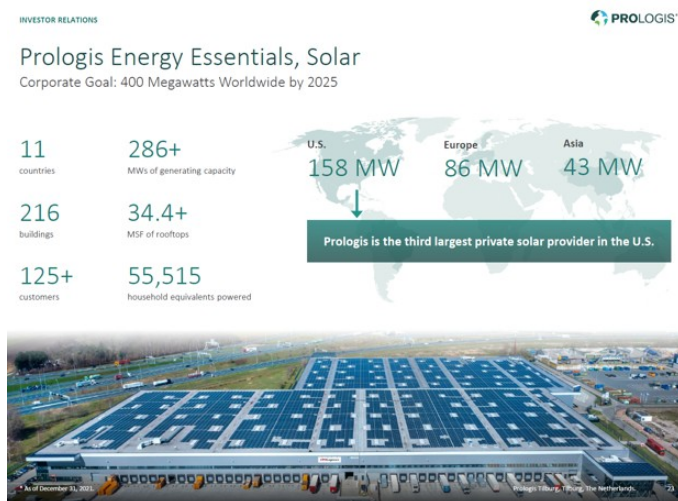 INVESTOR RELATIONS
PROLOGIS
Prologis Energy Essentials, Solar
Corporate Goal: 400 Megawatts Worldwide by 2025
11
countries
286+
MWs of generating capacity
216
buildings
34.4+
MSF of rooftops
125+
customers
55,515
household equivalents powered
U.S.
158 MW
Europe
86 MW
Asia
43 MW
Prologis is the third largest private solar provider in the U.S.
* As of December 31, 2021.
Prologis Tilburg, Tilburg, The Netherlands.